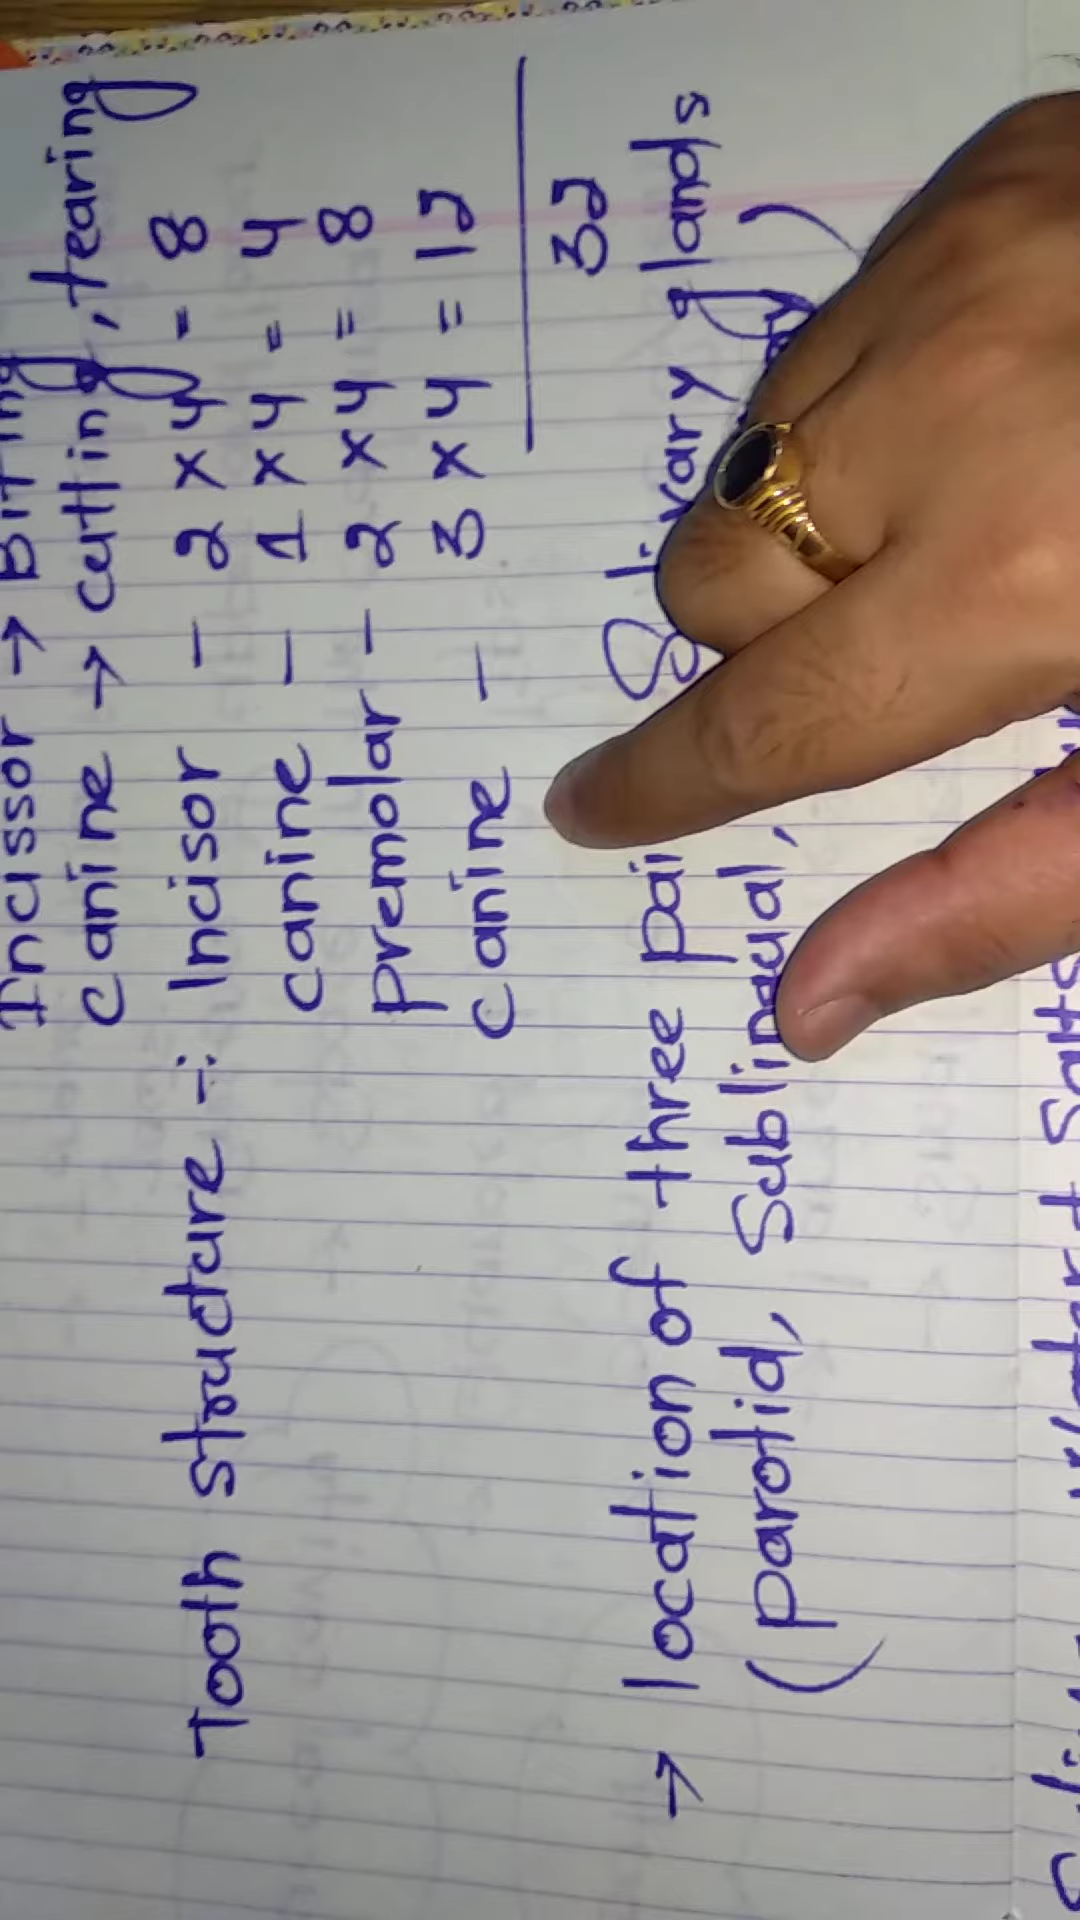 Incissor → Biting
canine → cutting, tearing
Tooth structure -: Incisor - 2 x 4 - 8
canine - 1 x 4 = 4
premolar - 2 x 4 = 8
canine - 3 x 4 = 12
32
→ location of three pai Salivary glands
(parotid, Sublingual, )